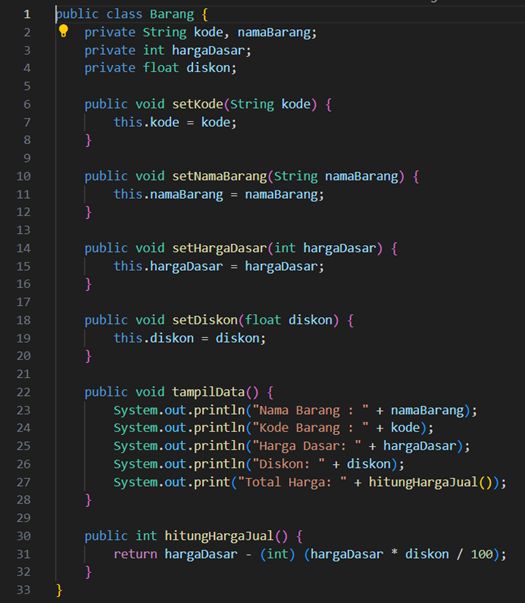 1 public class Barang {
2     private String kode, namaBarang;
3     private int hargaDasar;
4     private float diskon;
5
6     public void setKode(String kode) {
7         this.kode = kode;
8     }
9
10     public void setNamaBarang(String namaBarang) {
11         this.namaBarang = namaBarang;
12     }
13
14     public void setHargaDasar(int hargaDasar) {
15         this.hargaDasar = hargaDasar;
16     }
17
18     public void setDiskon(float diskon) {
19         this.diskon = diskon;
20     }
21
22     public void tampilData() {
23         System.out.println("Nama Barang : " + namaBarang);
24         System.out.println("Kode Barang : " + kode);
25         System.out.println("Harga Dasar: " + hargaDasar);
26         System.out.println("Diskon: " + diskon);
27         System.out.print("Total Harga: " + hitungHargaJual());
28     }
29
30     public int hitungHargaJual() {
31         return hargaDasar - (int) (hargaDasar * diskon / 100);
32     }
33 }